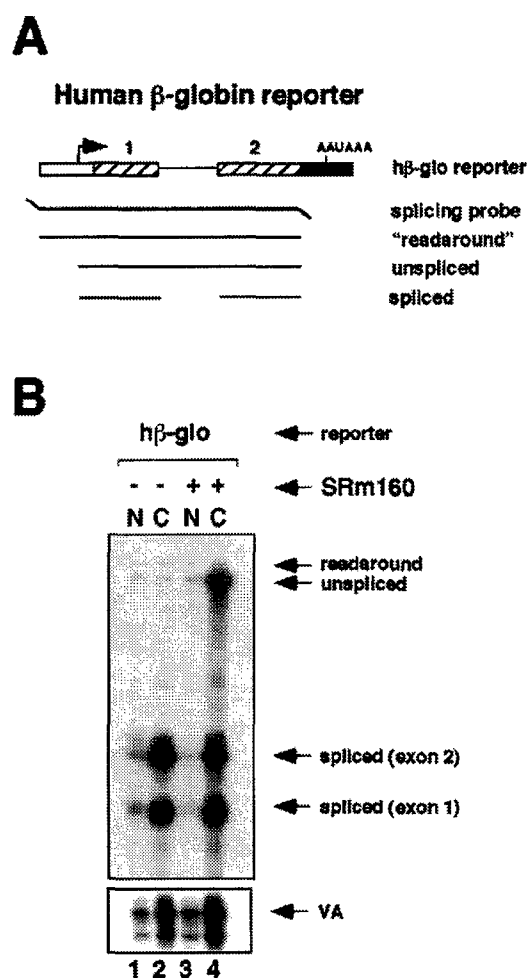 A
Human β-globin reporter
1 2 AAUAAA
hβ-glo reporter
splicing probe
"readaround"
unspliced
spliced
B
hβ-glo reporter
- - + + SRm160
N C N C
readaround
unspliced
spliced (exon 2)
spliced (exon 1)
VA
1 2 3 4